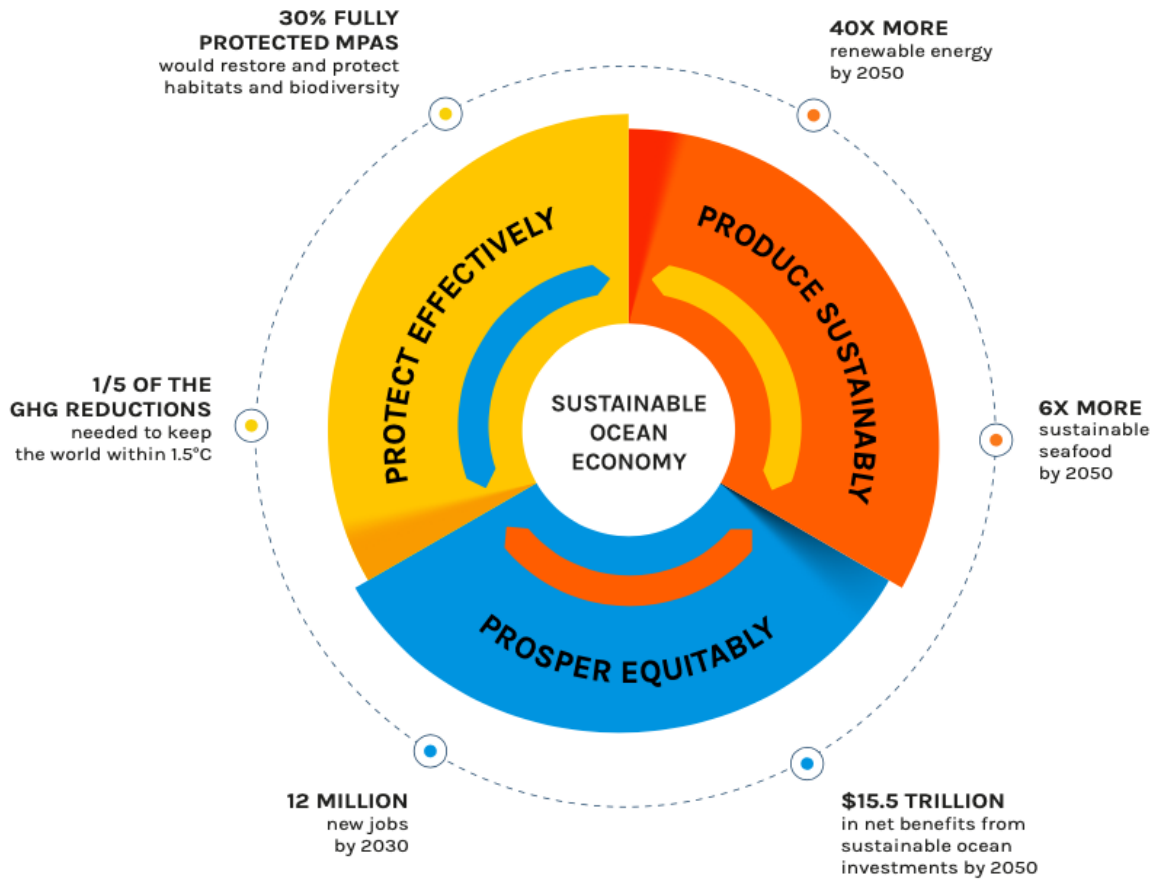 30% FULLY
PROTECTED MPAS
would restore and protect
habitats and biodiversity
40X MORE
renewable energy
by 2050
PROTECT EFFECTIVELY
PRODUCE SUSTAINABLY
1/5 OF THE
GHG REDUCTIONS
needed to keep
the world within 1.5°C
SUSTAINABLE
OCEAN
ECONOMY
6X MORE
sustainable
seafood
by 2050
PROSPER EQUITABLY
12 MILLION
new jobs
by 2030
$15.5 TRILLION
in net benefits from
sustainable ocean
investments by 2050